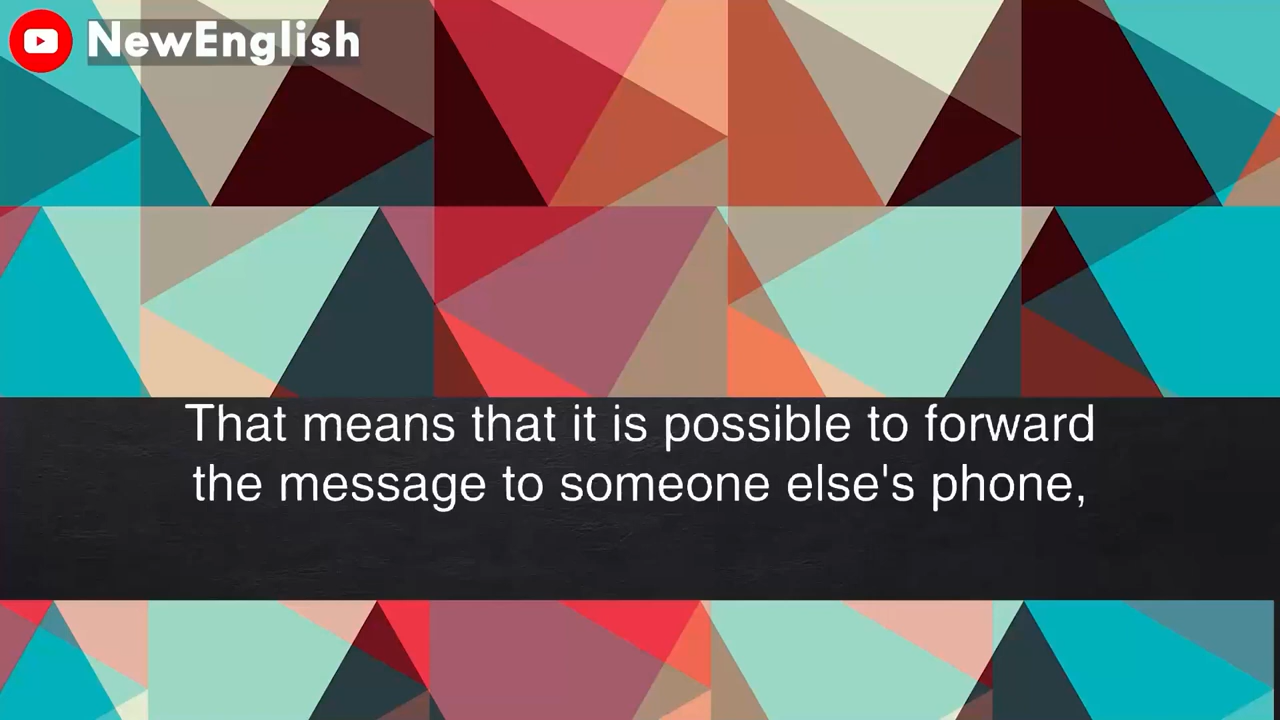 NewEnglish
That means that it is possible to forward
the message to someone else's phone,